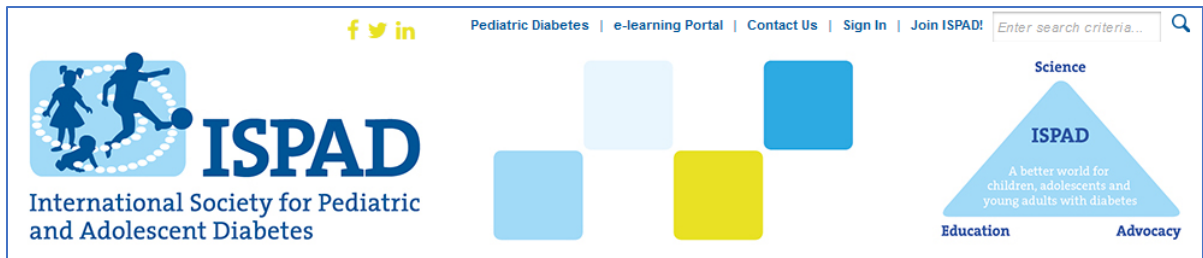 Pediatric Diabetes | e-learning Portal | Contact Us | Sign In | Join ISPAD!
Enter search criteria...
ISPAD
International Society for Pediatric
and Adolescent Diabetes
Science
ISPAD
A better world for
children, adolescents and
young adults with diabetes
Education
Advocacy